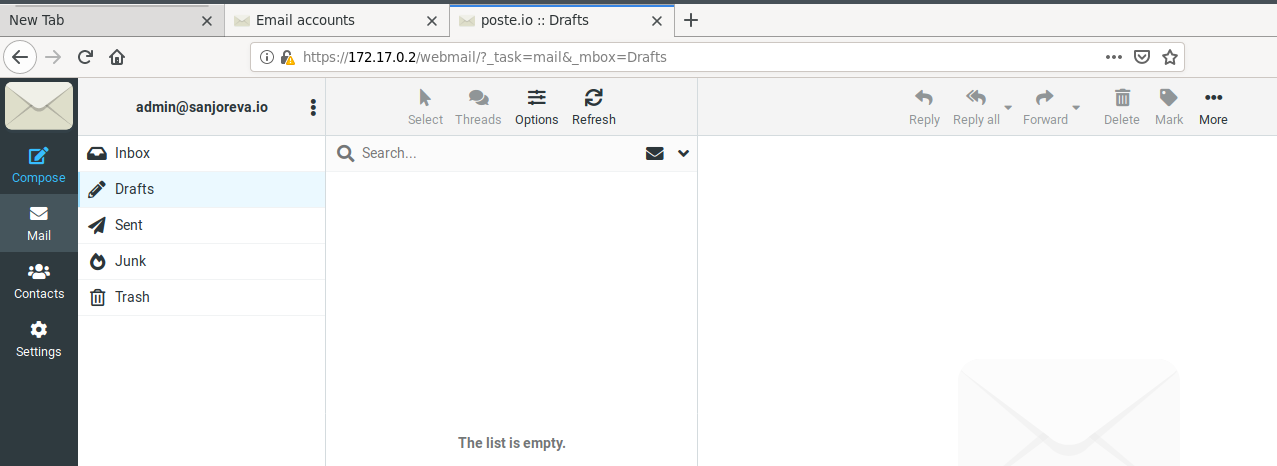 New Tab
Email accounts
poste.io :: Drafts
https://172.17.0.2/webmail/?_task=mail&_mbox=Drafts
admin@sanjoreva.io
Select
Threads
Options
Refresh
Reply
Reply all
Forward
Delete
Mark
More
Compose
Mail
Contacts
Settings
Inbox
Drafts
Sent
Junk
Trash
Search...
The list is empty.